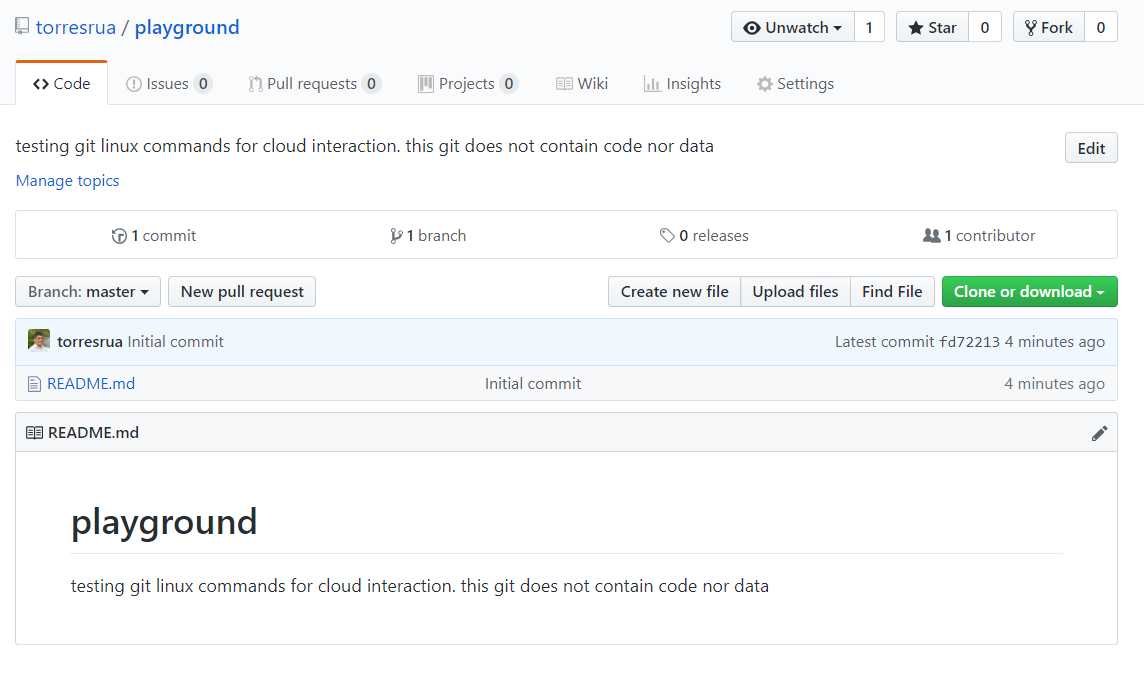 torresrua / playground Unwatch 1 Star 0 Fork 0
Code Issues 0 Pull requests 0 Projects 0 Wiki Insights Settings
testing git linux commands for cloud interaction. this git does not contain code nor data Edit
Manage topics
1 commit 1 branch 0 releases 1 contributor
Branch: master New pull request Create new file Upload files Find File Clone or download
torresrua Initial commit Latest commit fd72213 4 minutes ago
README.md Initial commit 4 minutes ago
README.md
playground
testing git linux commands for cloud interaction. this git does not contain code nor data